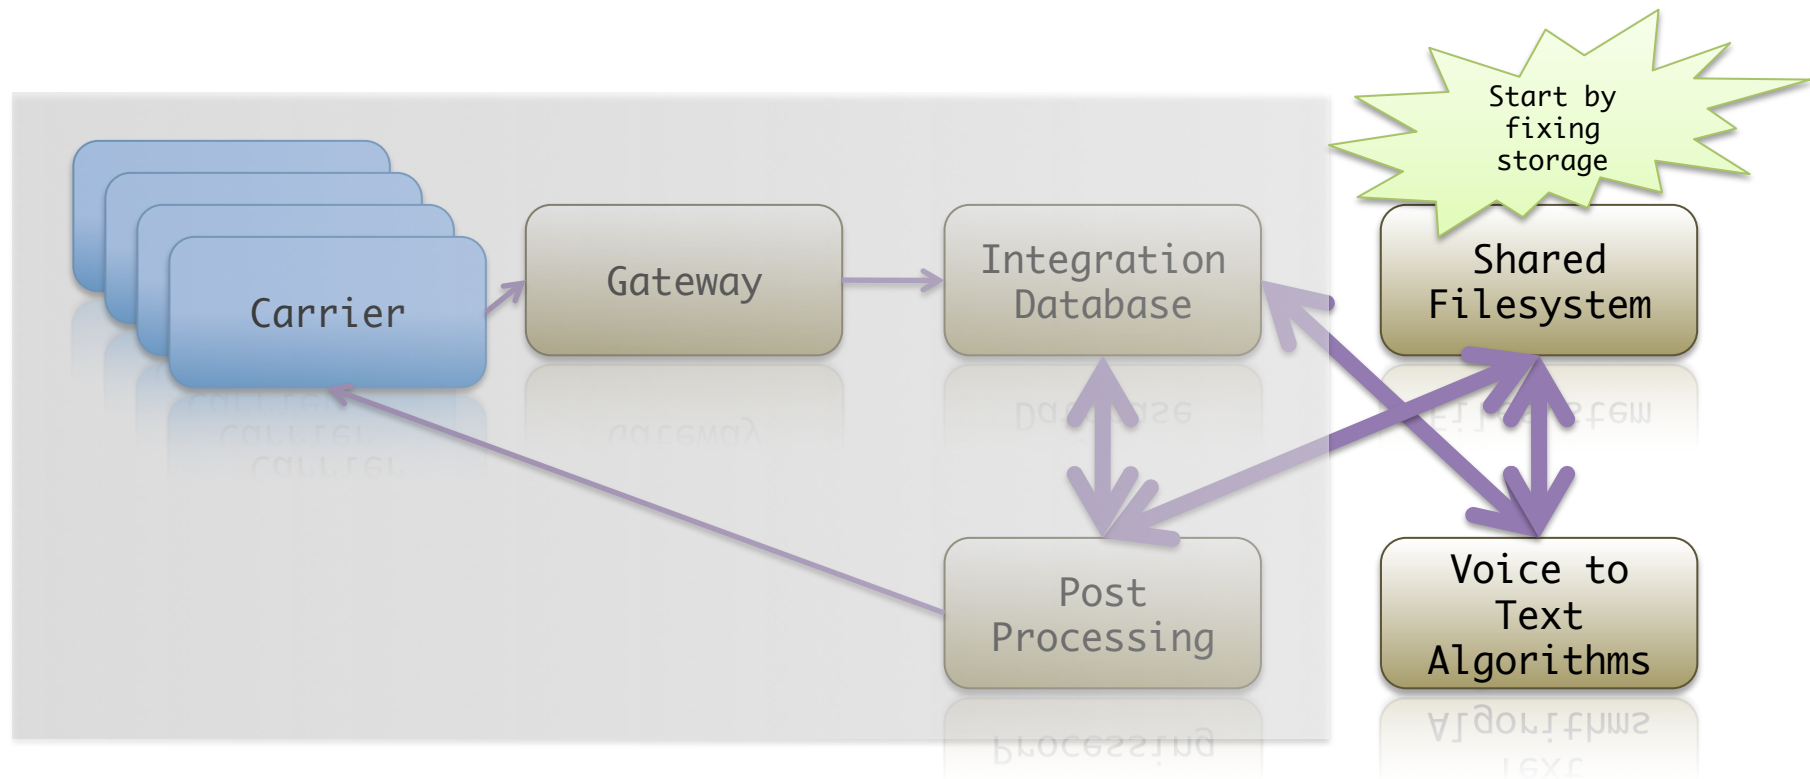 Start by
fixing
storage
Carrier
Gateway
Integration
Database
Shared
Filesystem
Post
Processing
Voice to
Text
Algorithms